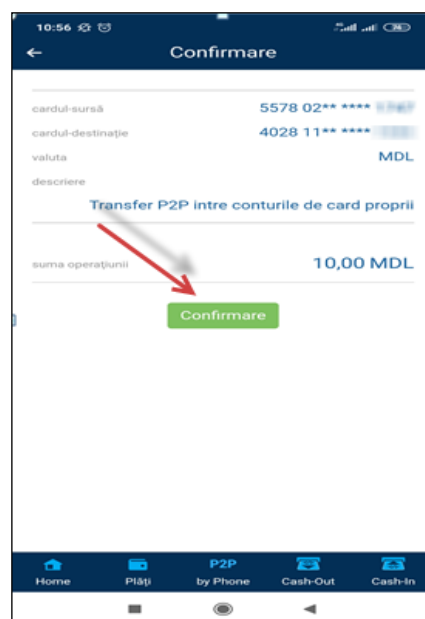 10:56
Confirmare
cardul-sursă 5578 02** ****
cardul-destinație 4028 11** ****
valuta MDL
descriere
Transfer P2P intre conturile de card proprii
suma operațiunii 10,00 MDL
Confirmare
Home Plăți P2P by Phone Cash-Out Cash-In